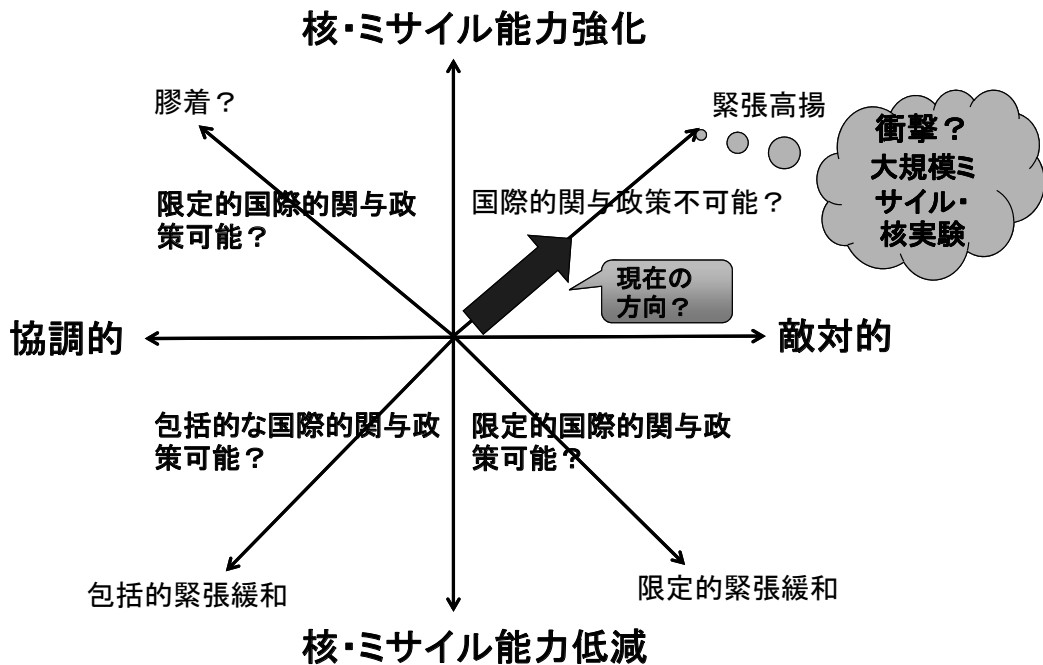 核・ミサイル能力強化
膠着？
緊張高揚
衝撃？
大規模ミ
サイル・
核実験
限定的国際的関与政
策可能？
国際的関与政策不可能？
現在の
方向？
協調的
敵対的
包括的な国際的関与政
策可能？
限定的国際的関与政
策可能？
包括的緊張緩和
限定的緊張緩和
核・ミサイル能力低減